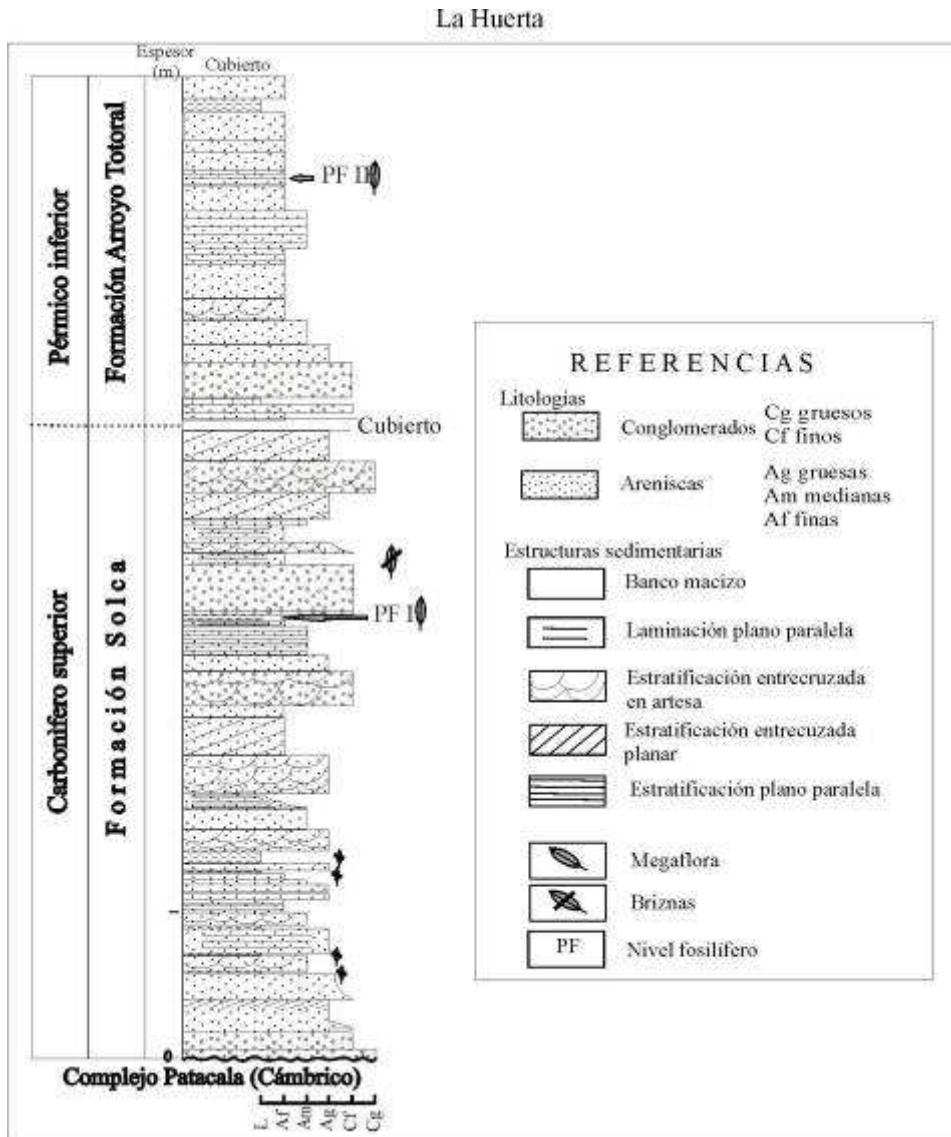 La Huerta
Espesor
(m)
Cubierto
Pérmico inferior
Formación Arroyo Totoral
PF II
Cubierto
Carbonífero superior
Formación Solca
PF I
1
0
Complejo Patacala (Cámbrico)
L
Af
Am
Ag
Cf
Cg
REFERENCIAS
Litologías
Conglomerados
Cg gruesos
Cf finos
Areniscas
Ag gruesas
Am medianas
Af finas
Estructuras sedimentarias
Banco macizo
Laminación plano paralela
Estratificación entrecruzada
en artesa
Estratificación entrecuzada
planar
Estratificación plano paralela
Megaflora
Briznas
PF
Nivel fosilífero